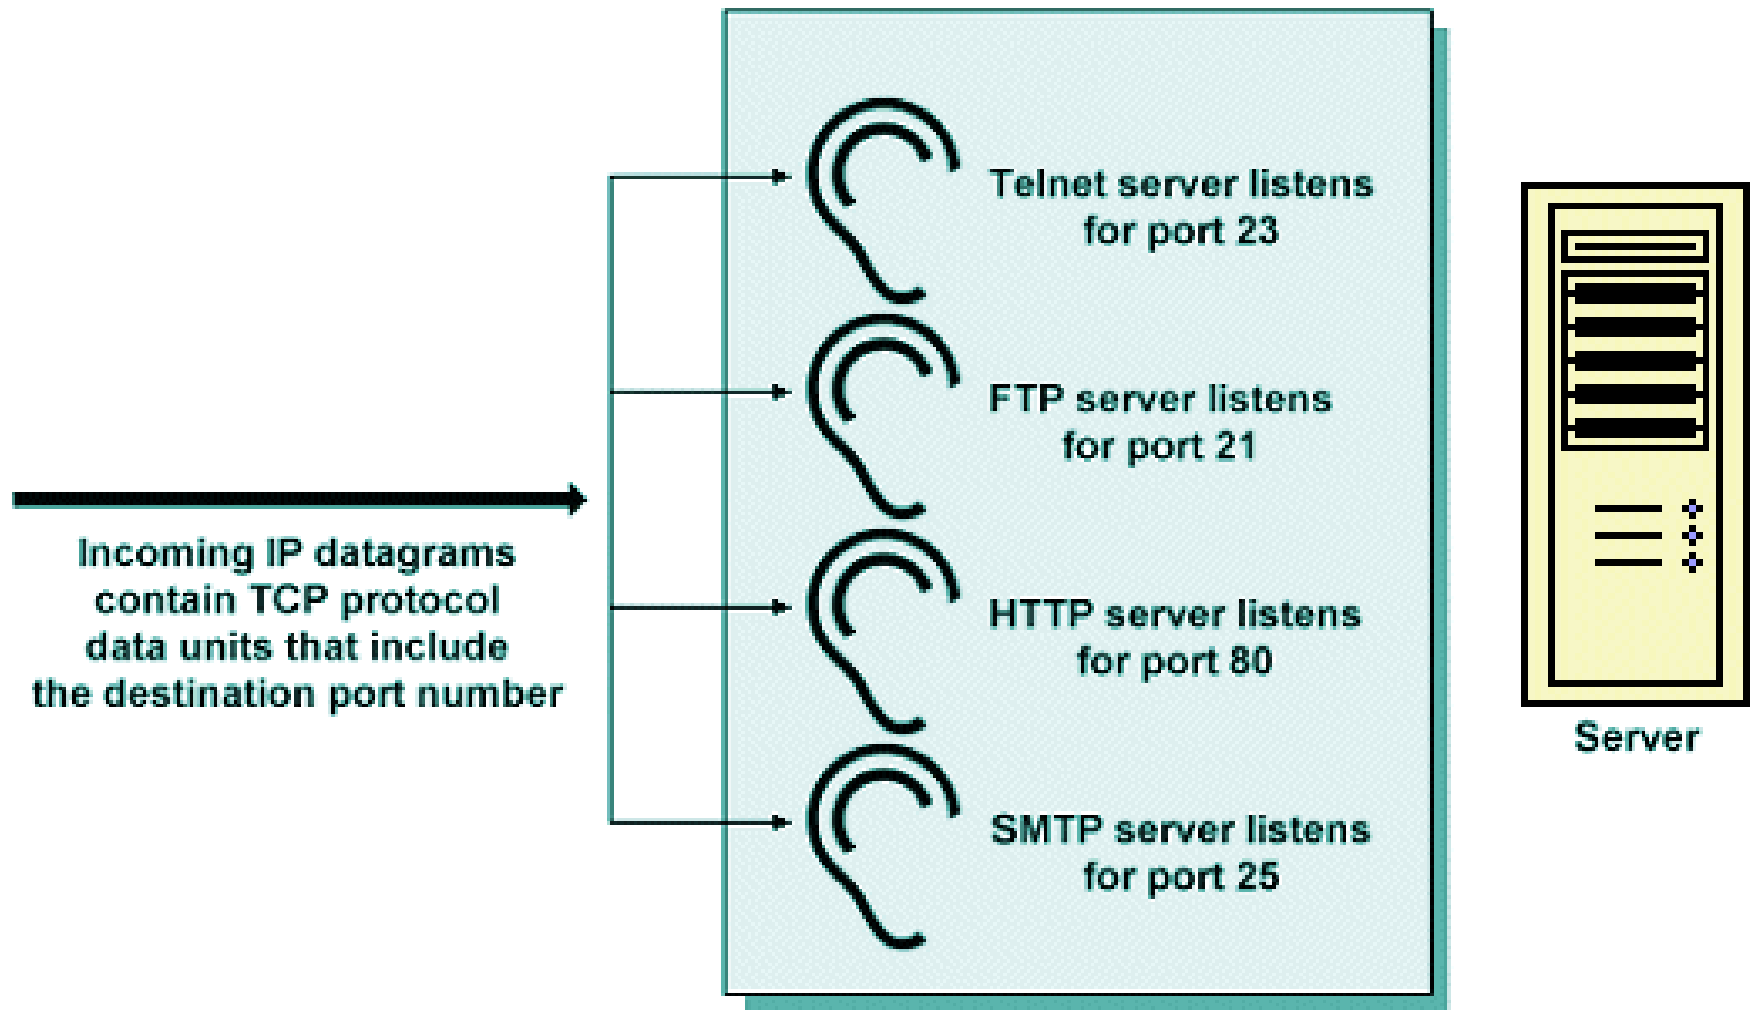 Telnet server listens
for port 23
FTP server listens
for port 21
Incoming IP datagrams
contain TCP protocol
data units that include
the destination port number
HTTP server listens
for port 80
SMTP server listens
for port 25
Server